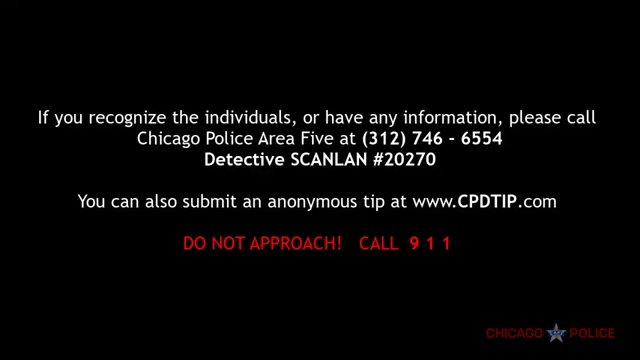 If you recognize the individuals, or have any information, please call
Chicago Police Area Five at (312) 746 - 6554
Detective SCANLAN #20270
You can also submit an anonymous tip at www.CPDTIP.com
DO NOT APPROACH! CALL 9 1 1
CHICAGO POLICE